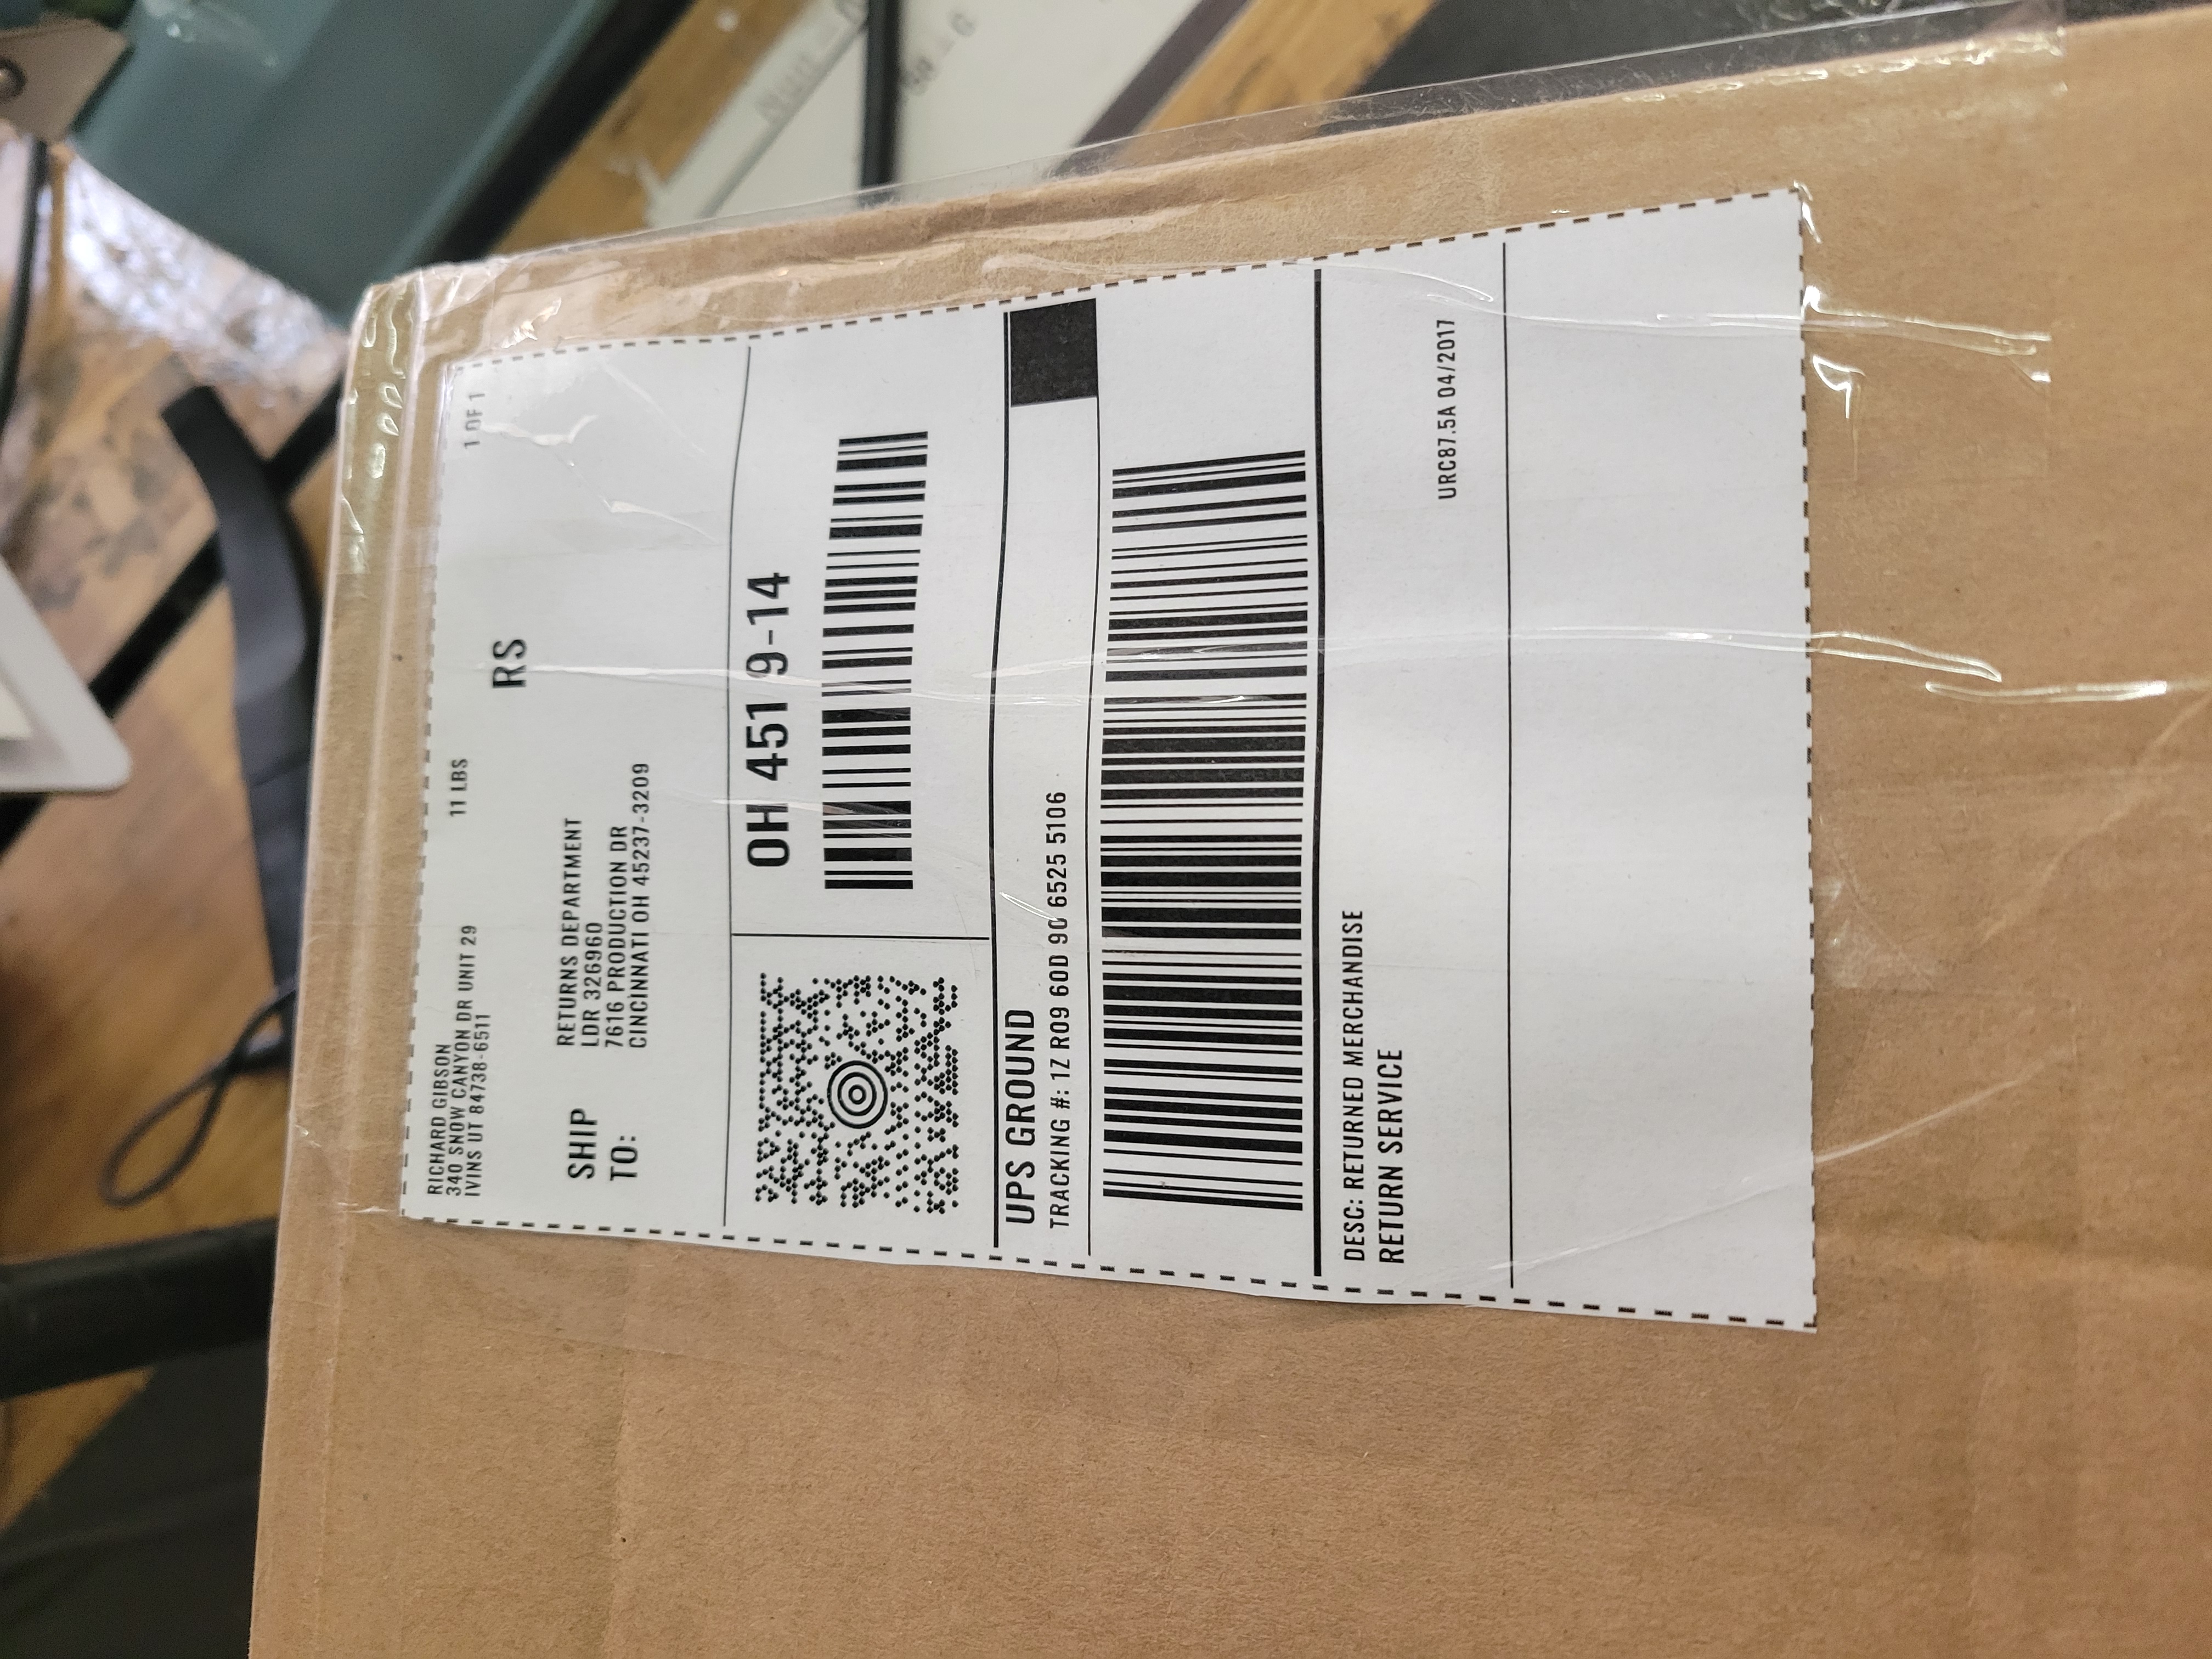 RICHARD GIBSON
340 SNOW CANYON DR UNIT 29
IVINS UT 84738-6511
11 LBS
1 OF 1
RS
SHIP
TO:
RETURNS DEPARTMENT
LDR 326960
7616 PRODUCTION DR
CINCINNATI OH 45237-3209
OH 451 9-14
UPS GROUND
TRACKING #: 1Z R09 60D 90 6525 5106
DESC: RETURNED MERCHANDISE
RETURN SERVICE
URC87.5A 04/2017